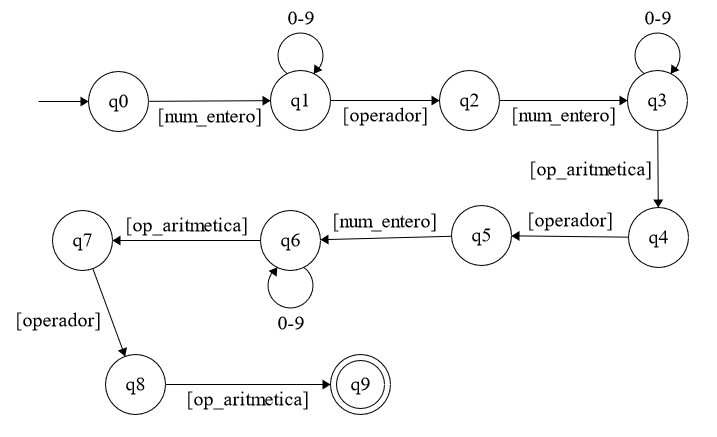 0-9
0-9
q0
[num_entero]
q1
[operador]
q2
[num_entero]
q3
[op_aritmetica]
q7
[op_aritmetica]
q6
[num_entero]
q5
[operador]
q4
0-9
[operador]
q8
[op_aritmetica]
q9